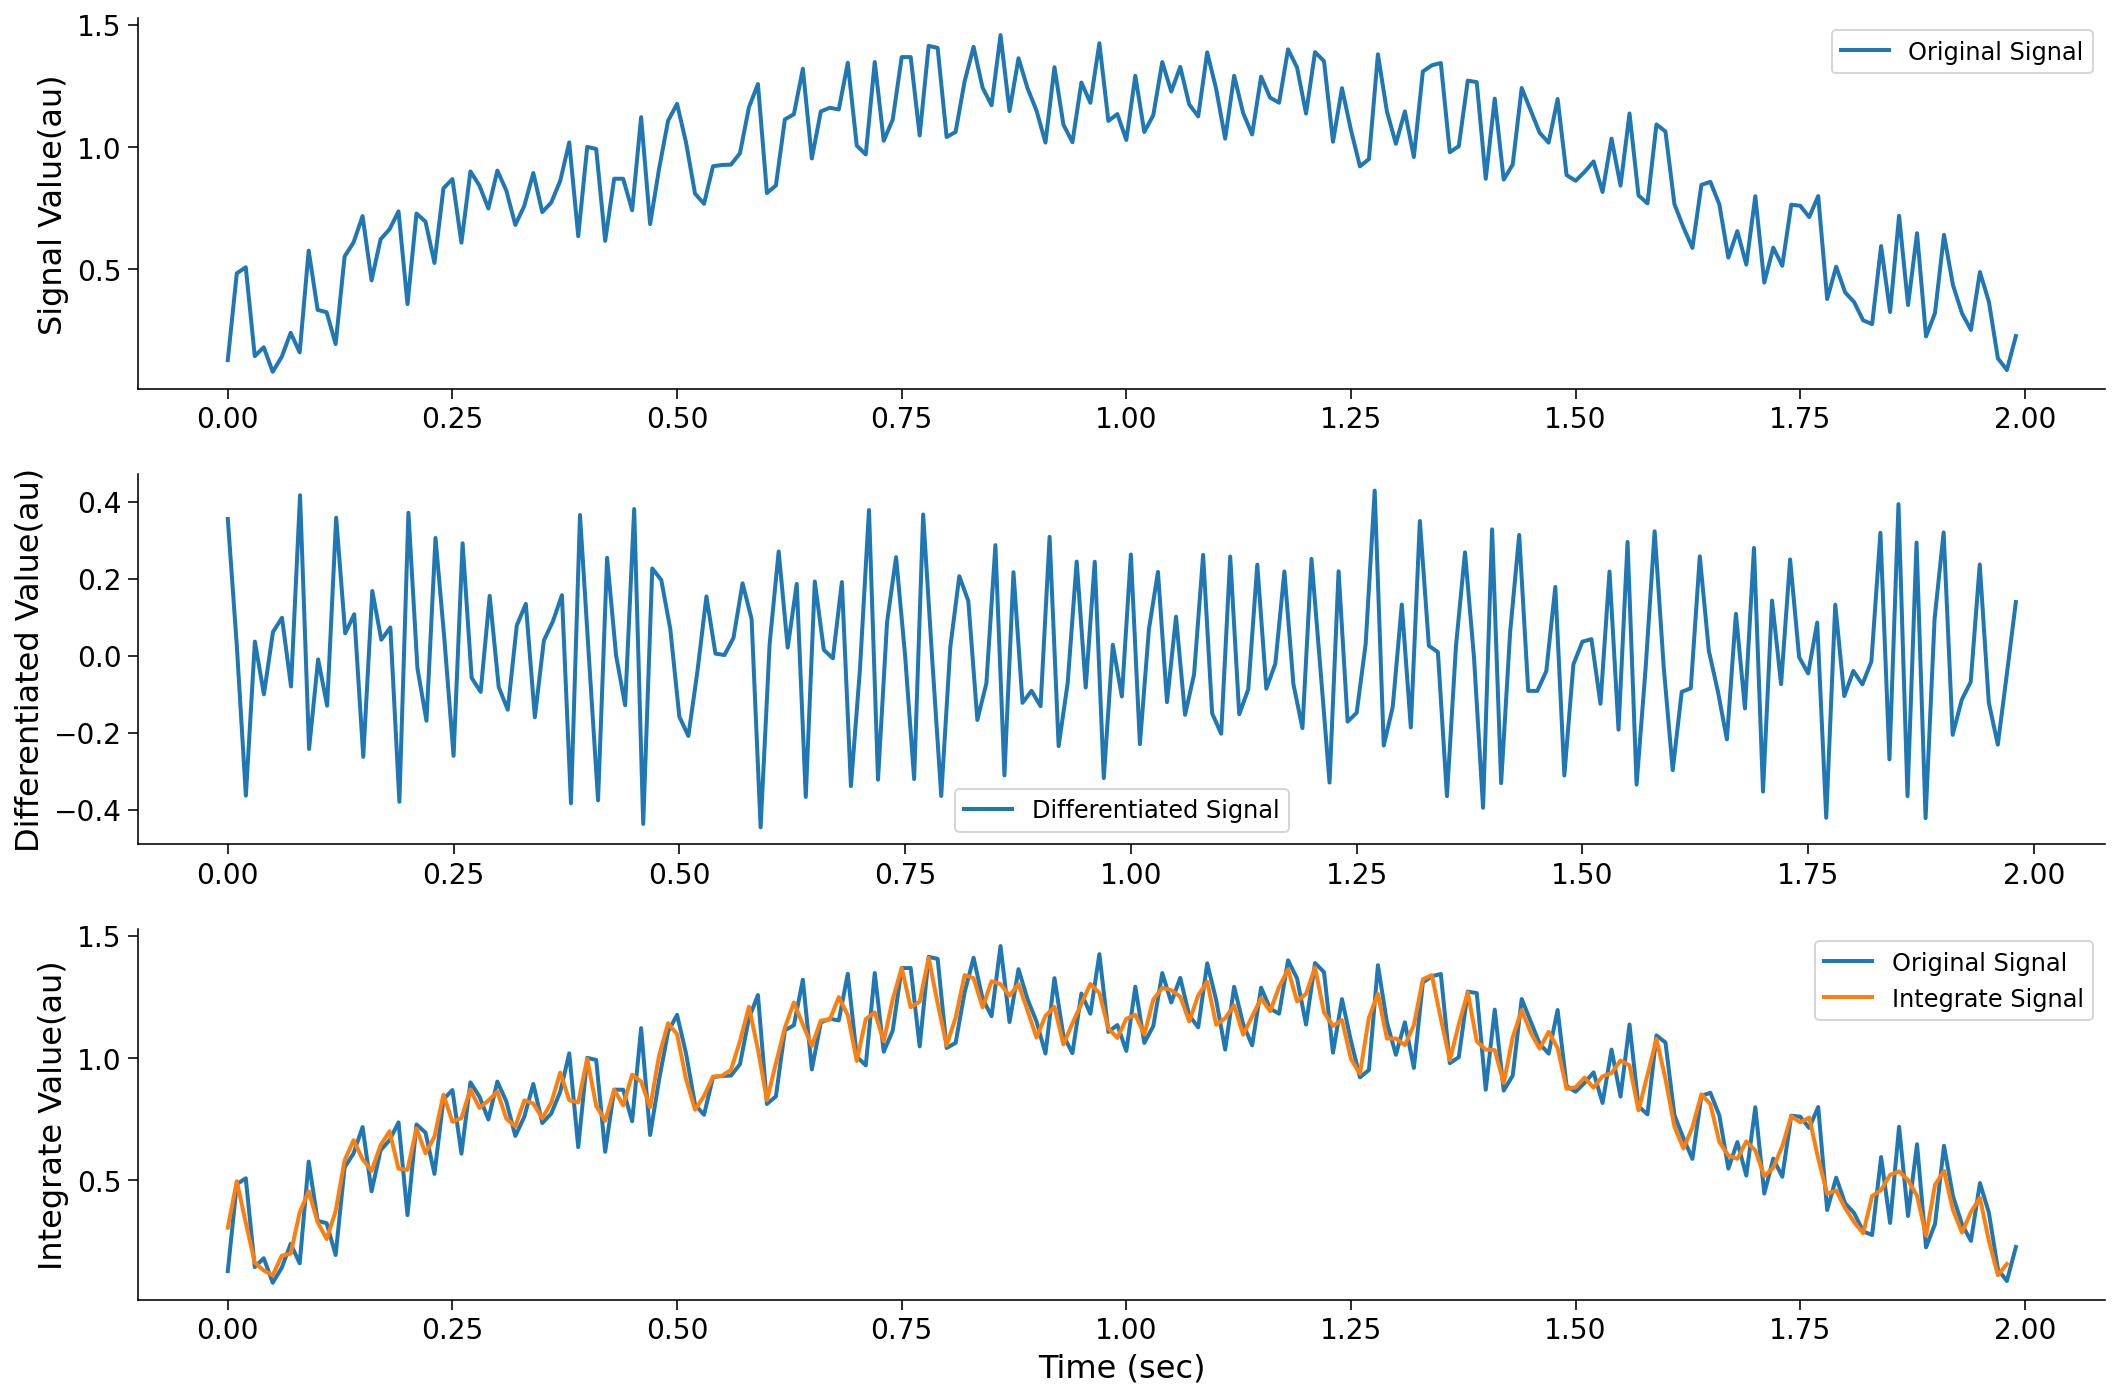 Signal Value(au)
1.5
1.0
0.5
Original Signal
0.00 0.25 0.50 0.75 1.00 1.25 1.50 1.75 2.00
Differentiated Value(au)
0.4
0.2
0.0
−0.2
−0.4
Differentiated Signal
0.00 0.25 0.50 0.75 1.00 1.25 1.50 1.75 2.00
Integrate Value(au)
1.5
1.0
0.5
Original Signal
Integrate Signal
0.00 0.25 0.50 0.75 1.00 1.25 1.50 1.75 2.00
Time (sec)